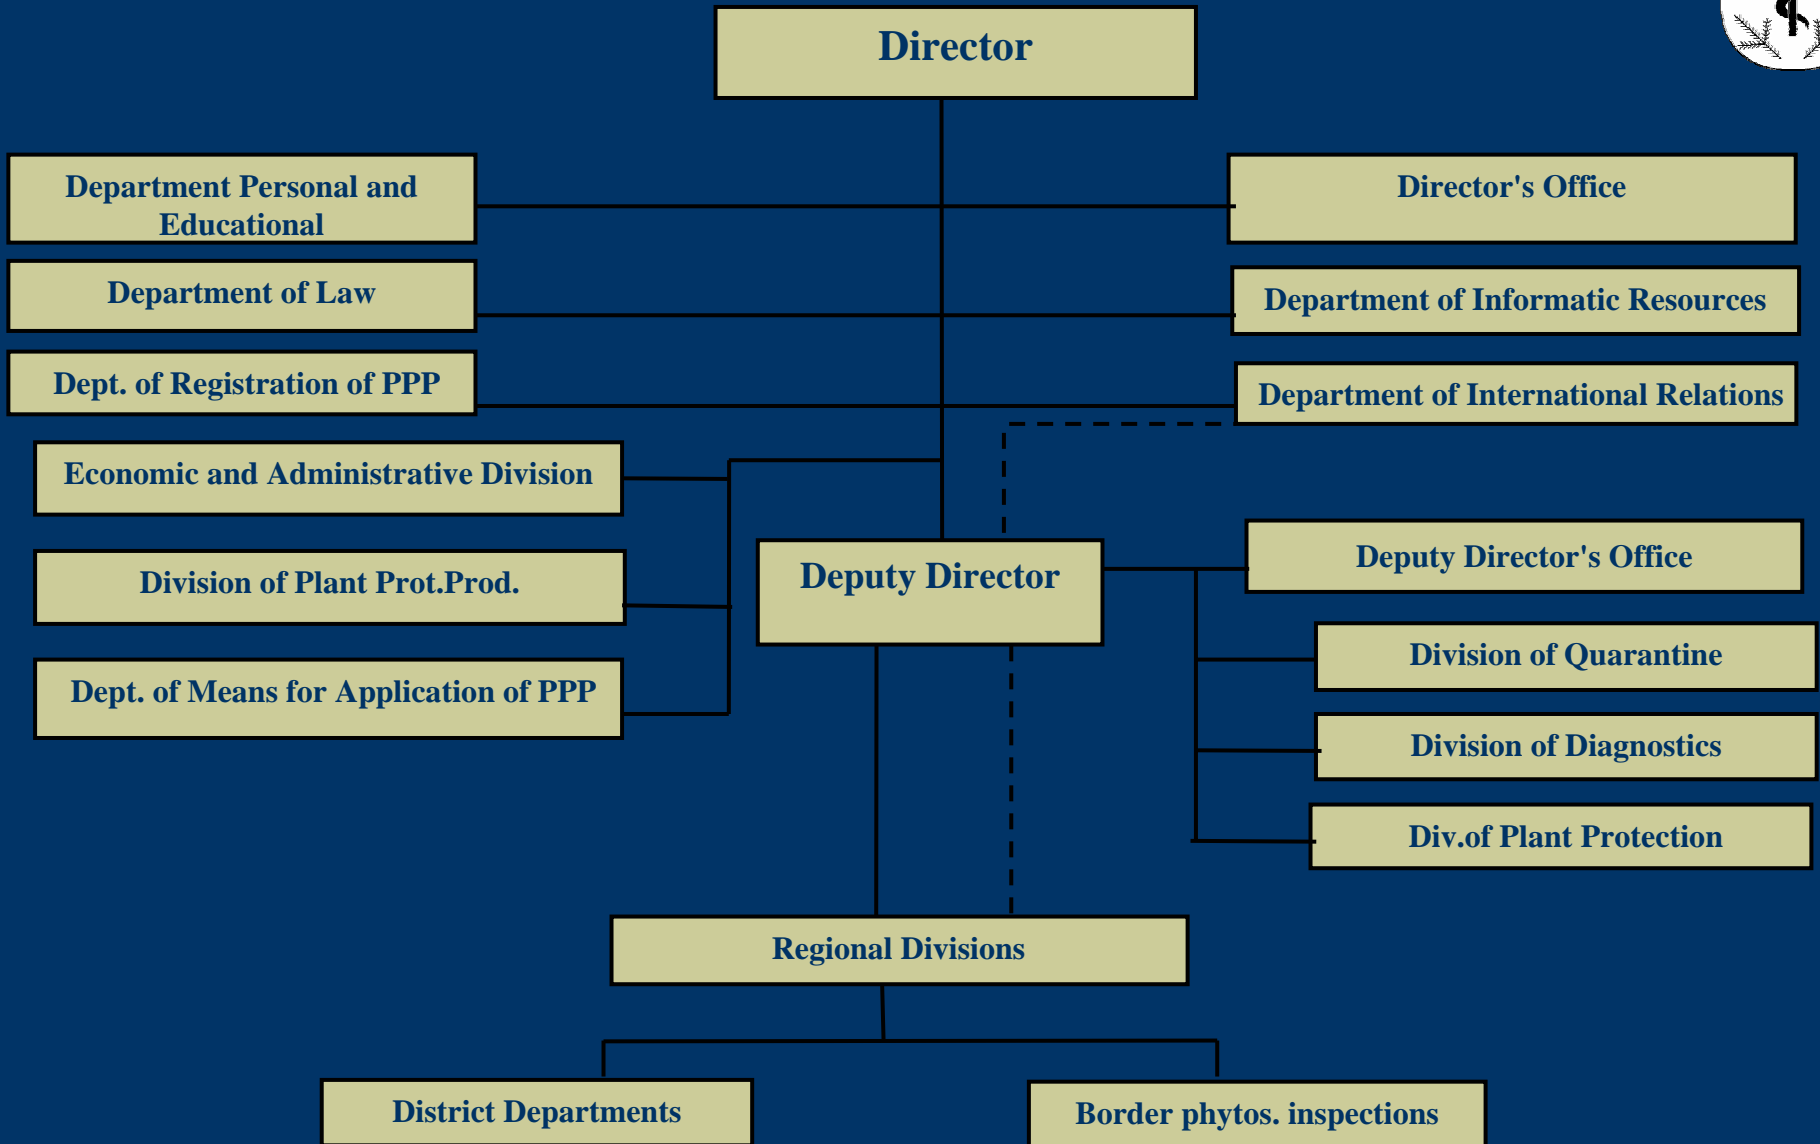 Director
Department Personal and
Educational
Director's Office
Department of Law
Department of Informatic Resources
Dept. of Registration of PPP
Department of International Relations
Economic and Administrative Division
Division of Plant Prot.Prod.
Dept. of Means for Application of PPP
Deputy Director
Deputy Director's Office
Division of Quarantine
Division of Diagnostics
Div.of Plant Protection
Regional Divisions
District Departments
Border phytos. inspections